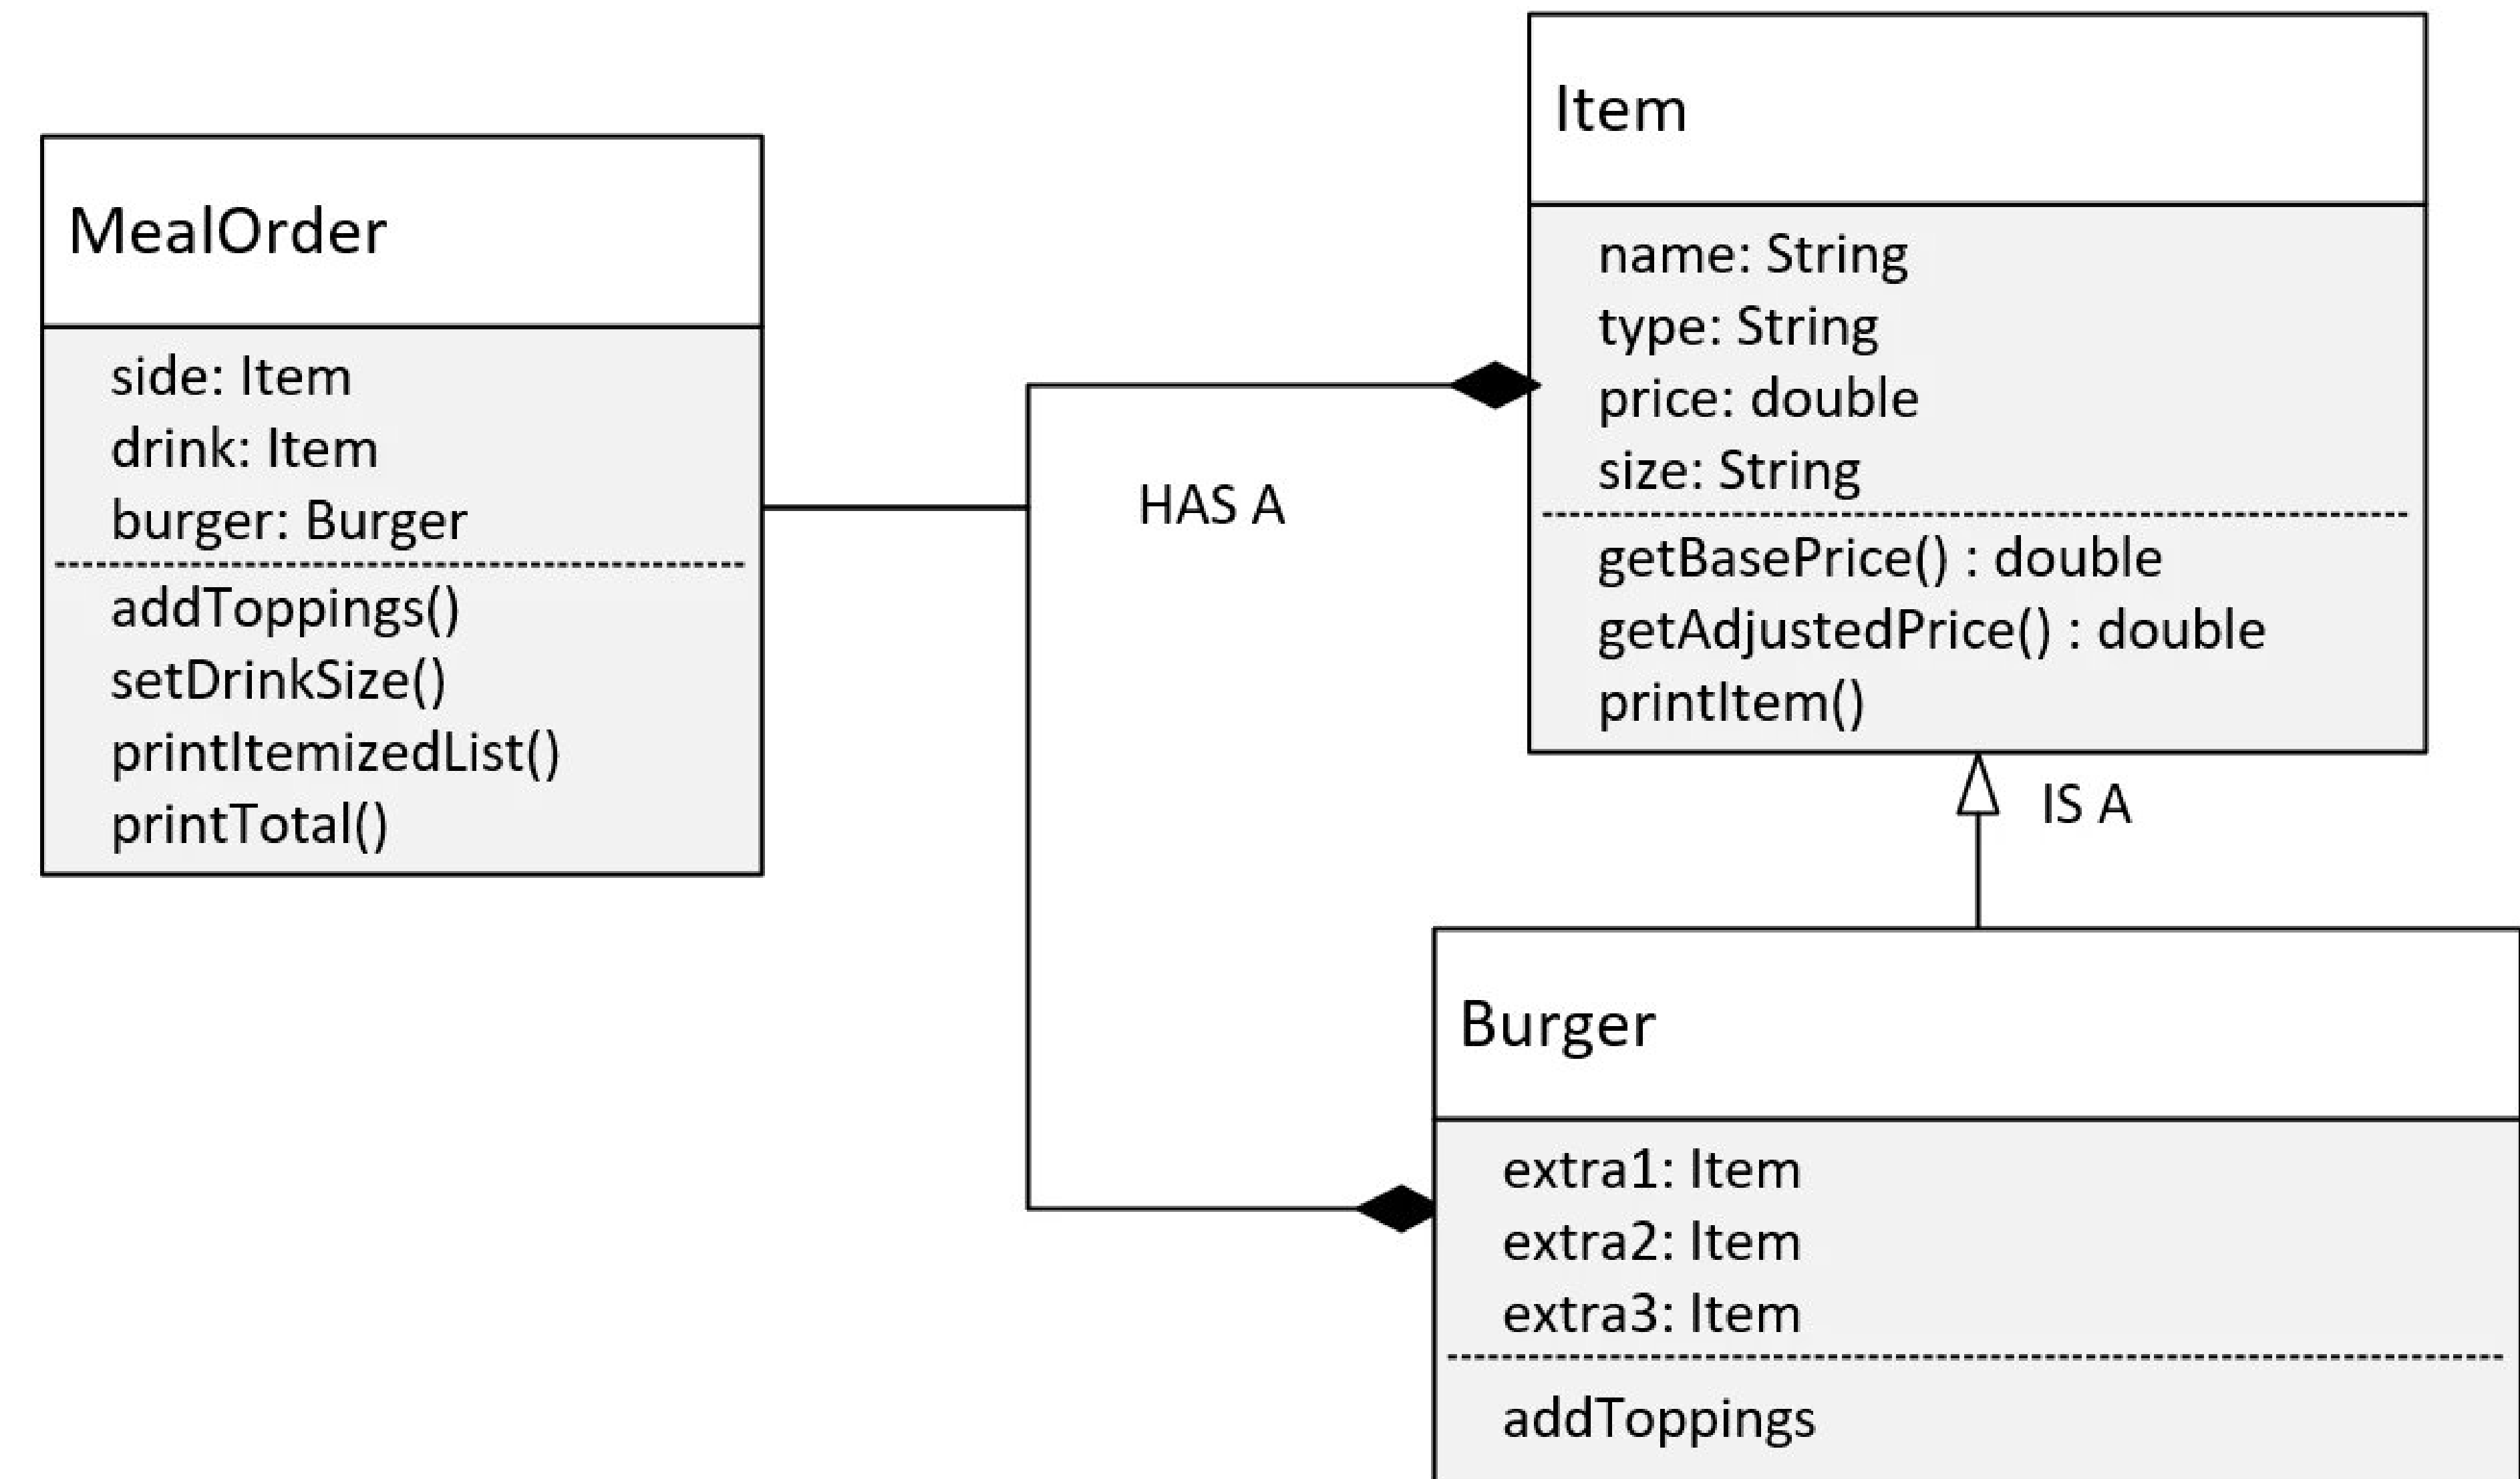 MealOrder
side: Item
drink: Item
burger: Burger
addToppings()
setDrinkSize()
printItemizedList()
printTotal()
HAS A
Item
name: String
type: String
price: double
size: String
getBasePrice() : double
getAdjustedPrice() : double
printItem()
IS A
Burger
extra1: Item
extra2: Item
extra3: Item
addToppings